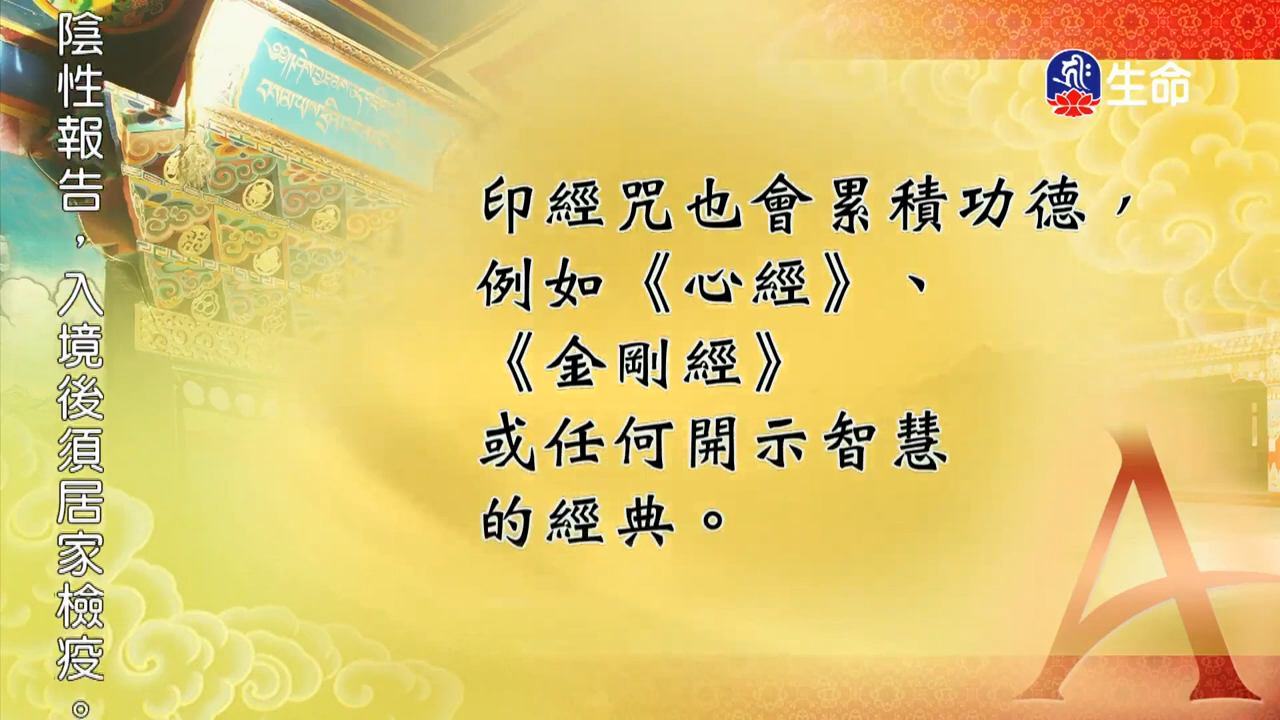 陰性報告，入境後須居家檢疫。
生命
印經咒也會累積功德，
例如《心經》、
《金剛經》
或任何開示智慧
的經典。
A